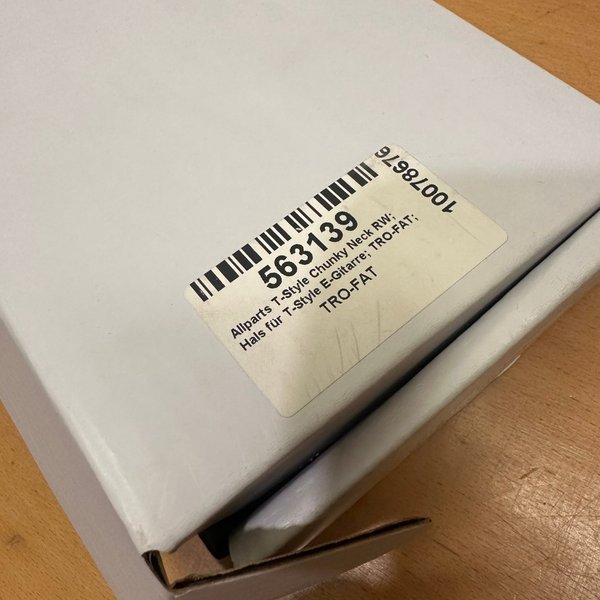 563139
Allparts T-Style Chunky Neck RW;
Hals für T-Style E-Gitarre; TRO-FAT;
TRO-FAT
10078676